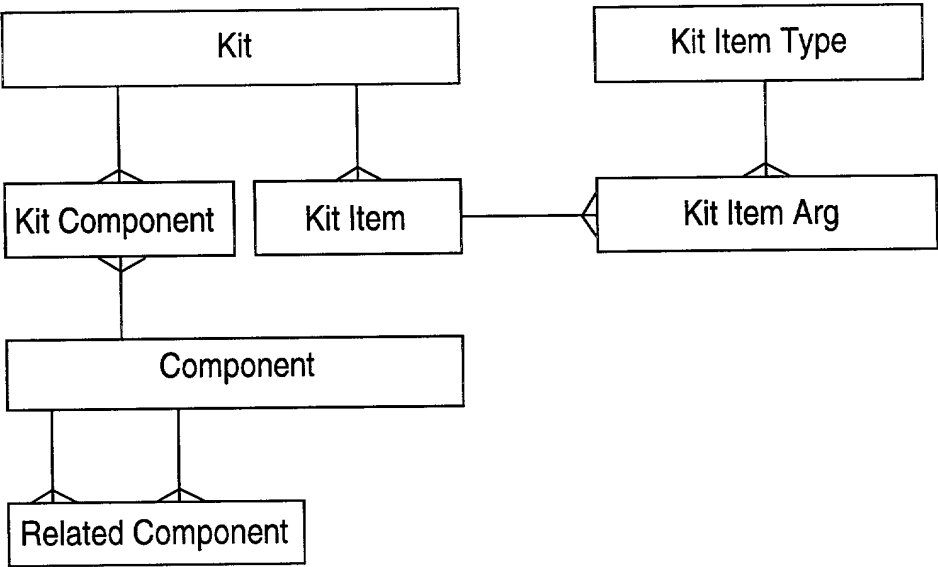 Kit
Kit Item Type
Kit Component
Kit Item
Kit Item Arg
Component
Related Component